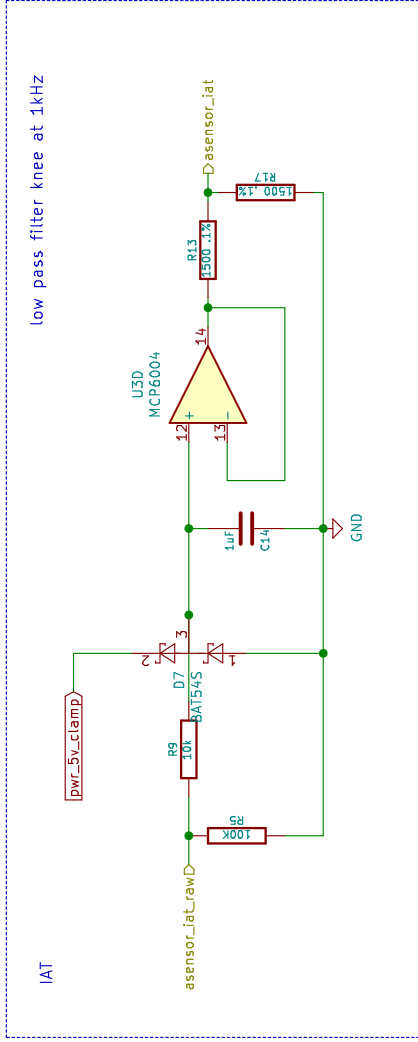 IAT
low pass filter knee at 1kHz
asensor_iat_raw
R5
100K
R9
10k
pwr_5v_clamp
D7
BAT54S
2
3
1
1uF
C14
GND
U3D
MCP6004
12
+
13
-
14
R13
1500 .1%
R17
1500 .1%
asensor_iat